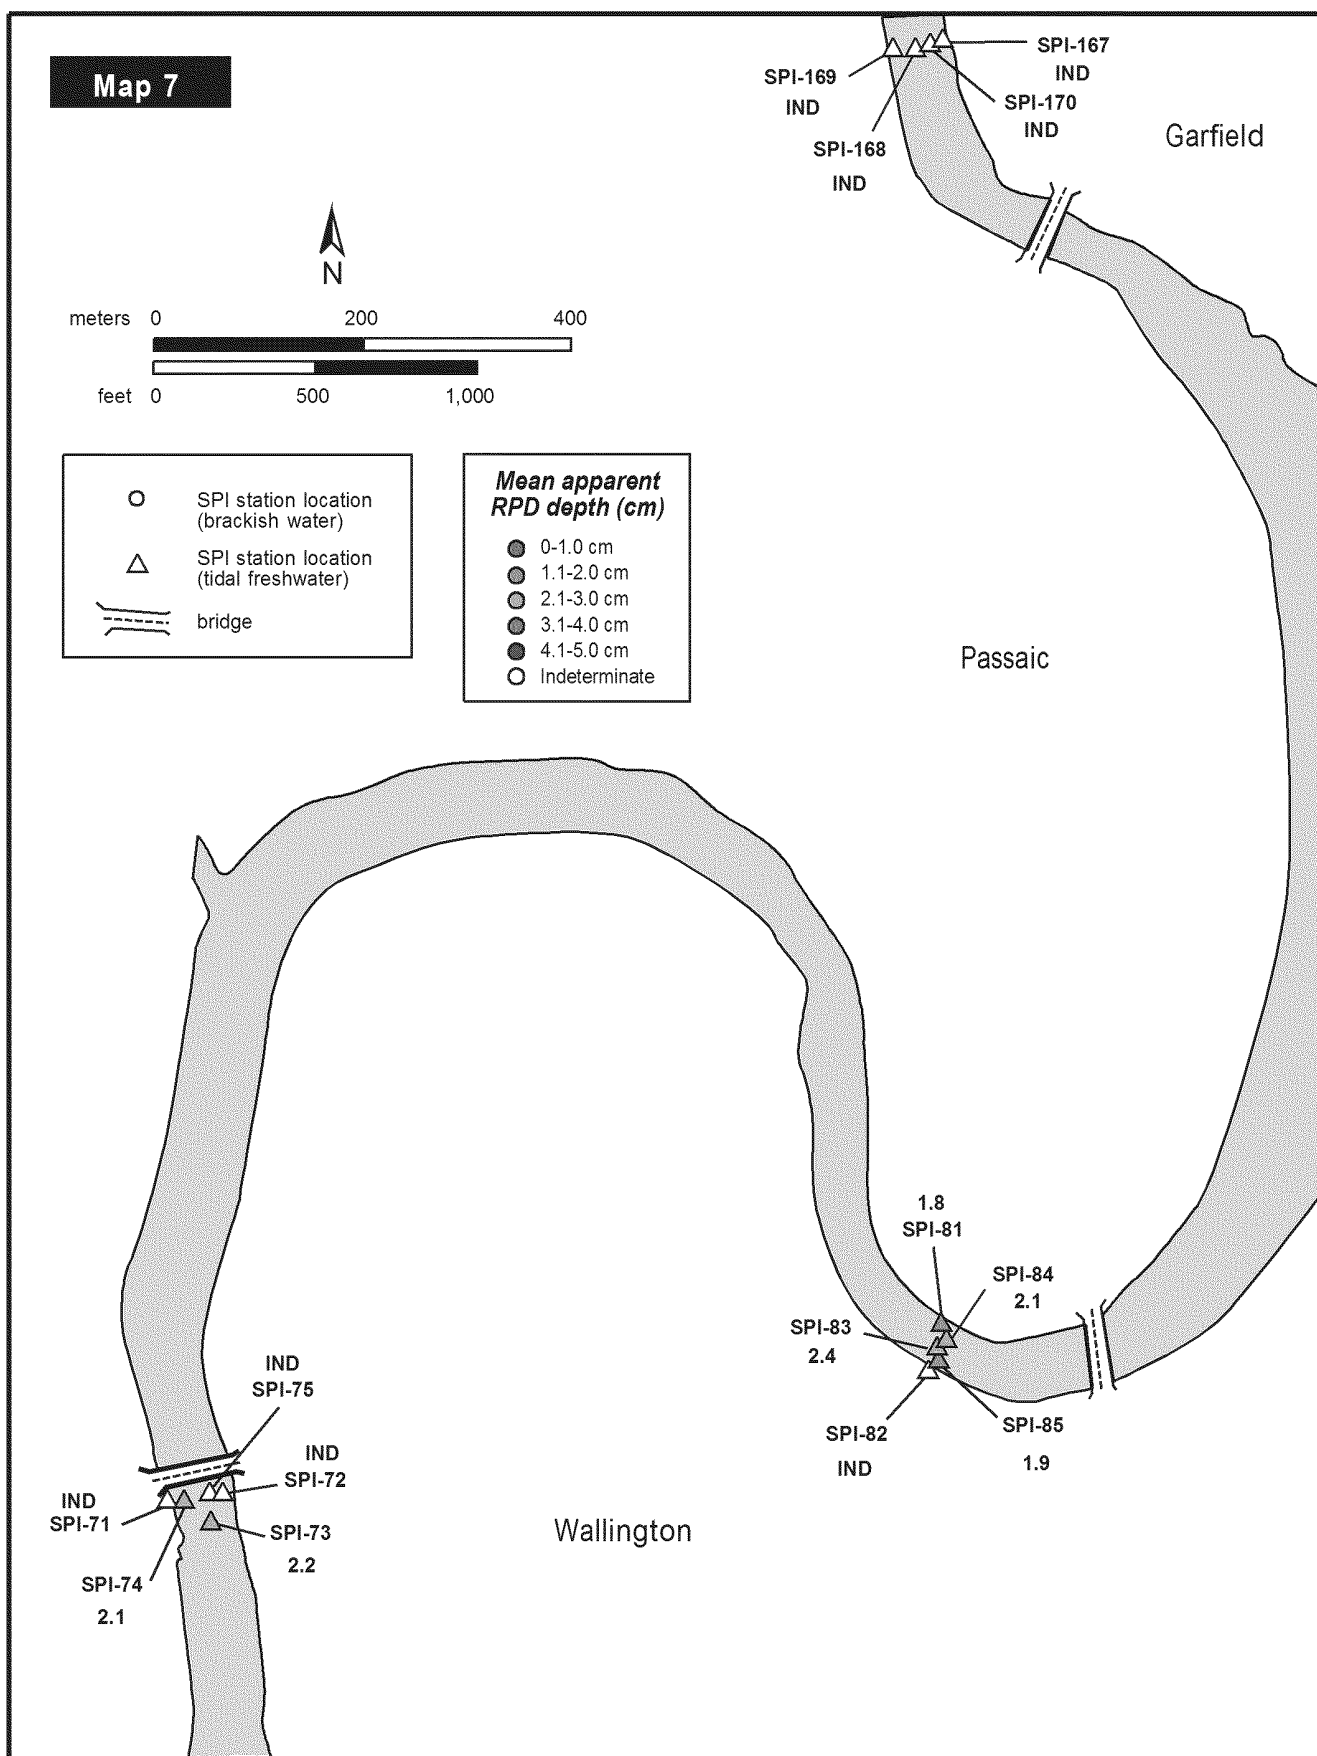 Map 7
SPI-167
IND
SPI-169
IND
SPI-170
IND
SPI-168
IND
Garfield
N
meters 0 200 400
feet 0 500 1,000
SPI station location
(brackish water)
SPI station location
(tidal freshwater)
bridge
Mean apparent
RPD depth (cm)
0-1.0 cm
1.1-2.0 cm
2.1-3.0 cm
3.1-4.0 cm
4.1-5.0 cm
Indeterminate
Passaic
1.8
SPI-81
SPI-84
2.1
SPI-83
2.4
SPI-82
IND
SPI-85
1.9
IND
SPI-75
IND
SPI-72
IND
SPI-71
SPI-73
2.2
SPI-74
2.1
Wallington